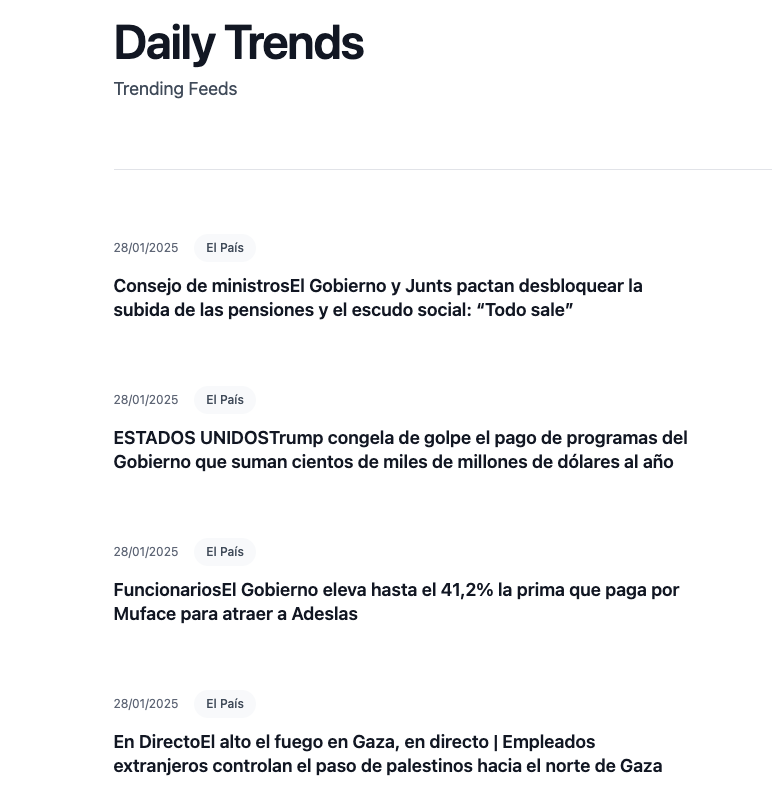 Daily Trends
Trending Feeds
28/01/2025 El País
Consejo de ministrosEl Gobierno y Junts pactan desbloquear la
subida de las pensiones y el escudo social: “Todo sale”
28/01/2025 El País
ESTADOS UNIDOSTrump congela de golpe el pago de programas del
Gobierno que suman cientos de miles de millones de dólares al año
28/01/2025 El País
FuncionariosEl Gobierno eleva hasta el 41,2% la prima que paga por
Muface para atraer a Adeslas
28/01/2025 El País
En DirectoEl alto el fuego en Gaza, en directo | Empleados
extranjeros controlan el paso de palestinos hacia el norte de Gaza